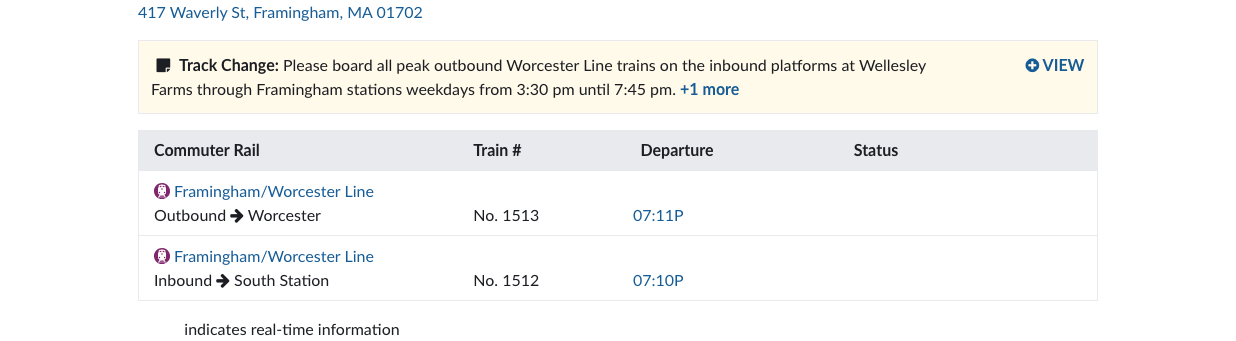 417 Waverly St, Framingham, MA 01702
Track Change: Please board all peak outbound Worcester Line trains on the inbound platforms at Wellesley VIEW
Farms through Framingham stations weekdays from 3:30 pm until 7:45 pm. +1 more
Commuter Rail Train # Departure Status
Framingham/Worcester Line
Outbound → Worcester No. 1513 07:11P
Framingham/Worcester Line
Inbound → South Station No. 1512 07:10P
indicates real-time information